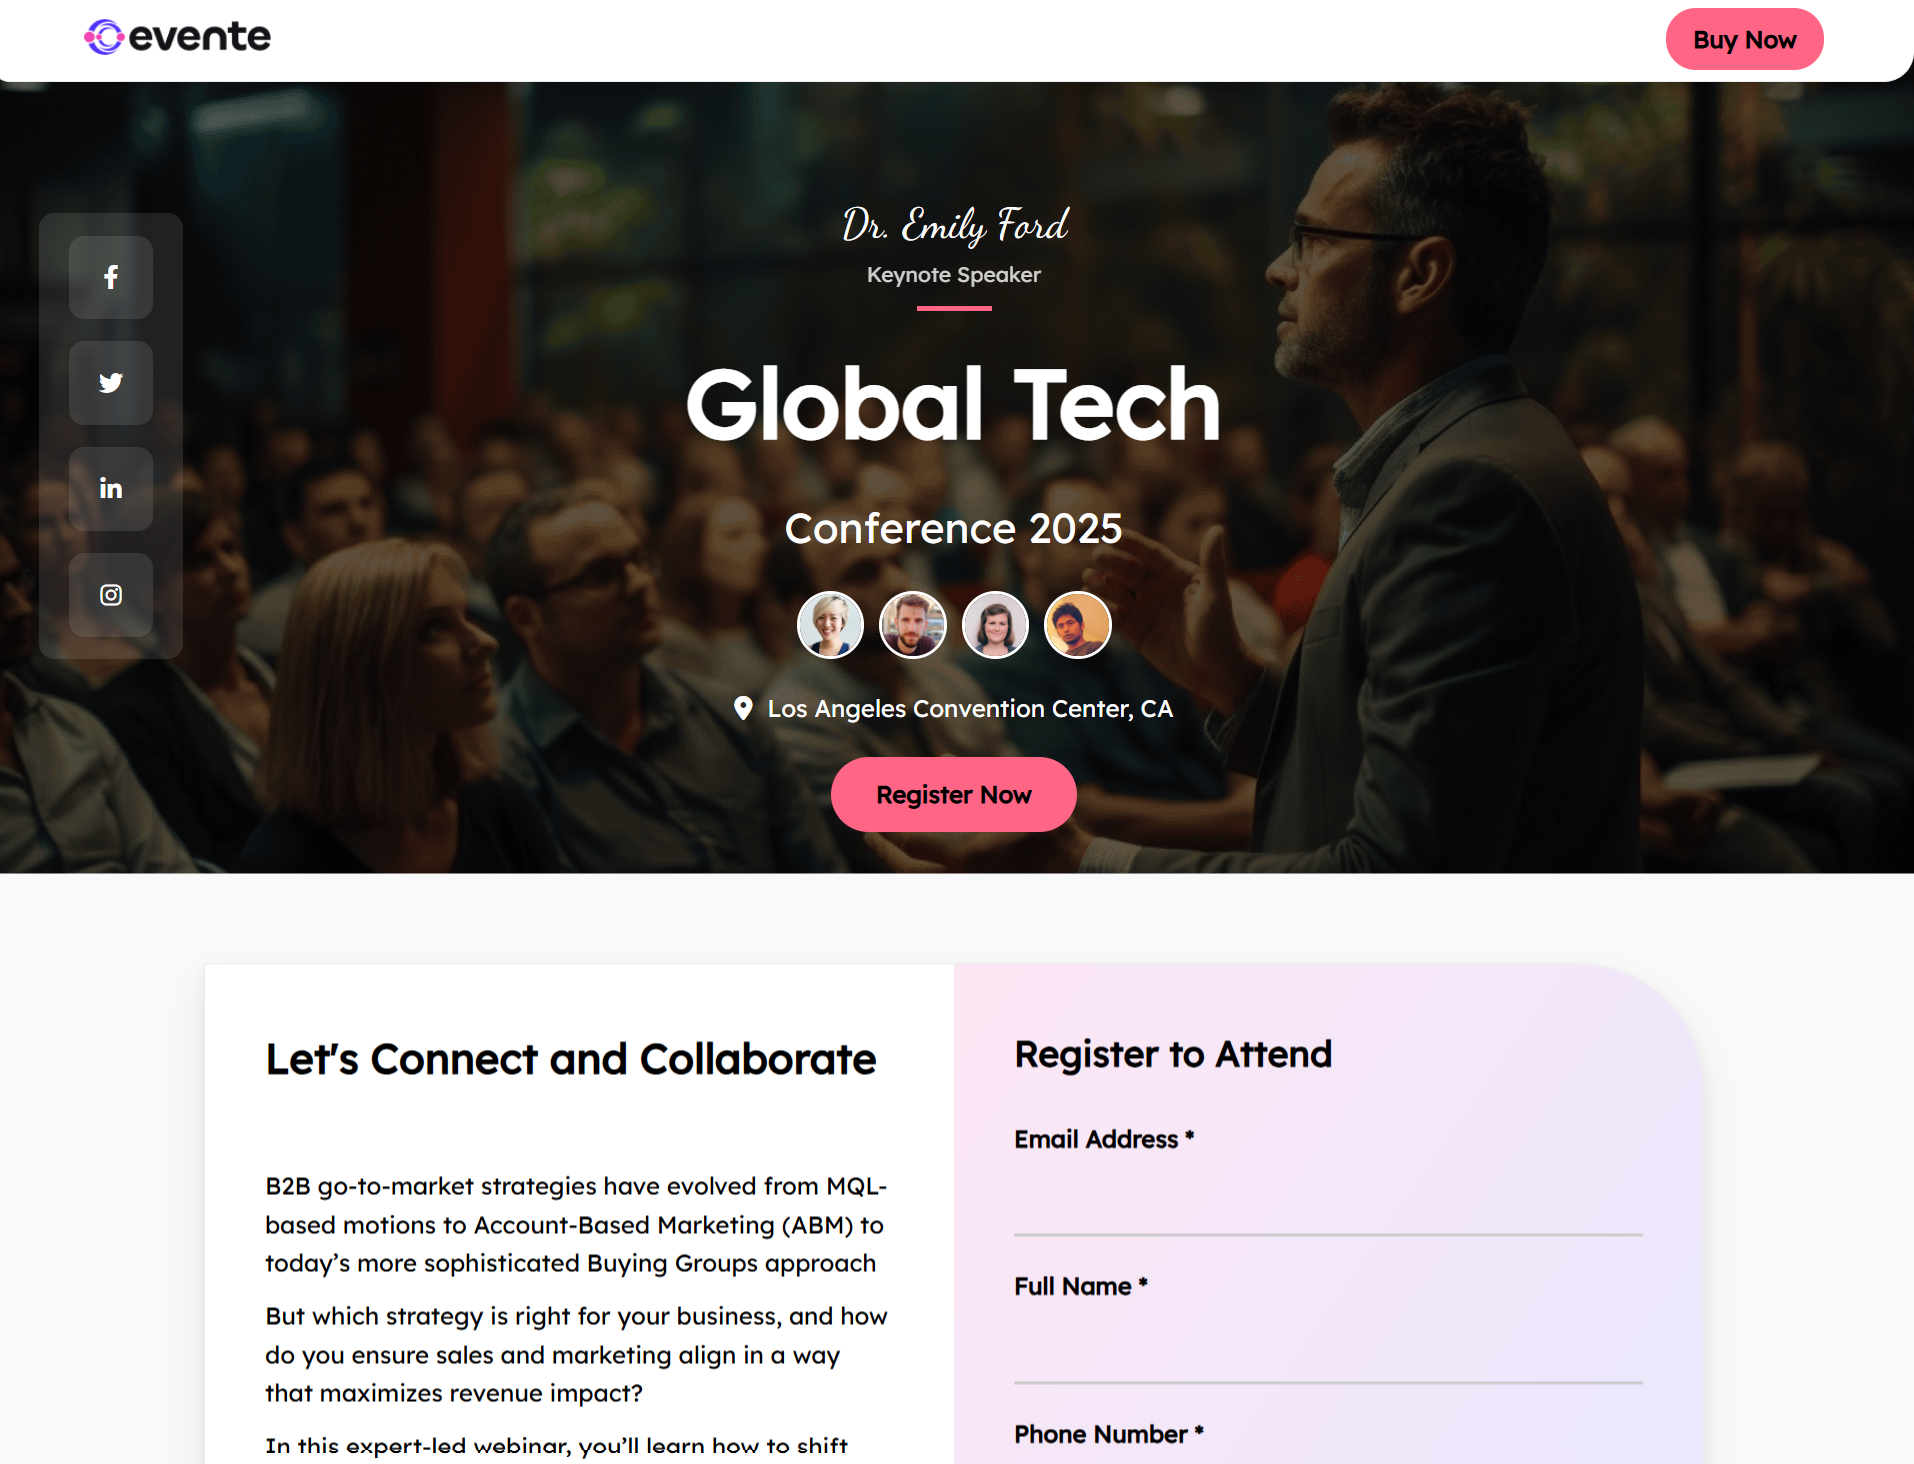 evente
Buy Now
Dr. Emily Ford
Keynote Speaker
Global Tech
Conference 2025
Los Angeles Convention Center, CA
Register Now
Let's Connect and Collaborate
B2B go-to-market strategies have evolved from MQL-
based motions to Account-Based Marketing (ABM) to
today’s more sophisticated Buying Groups approach
But which strategy is right for your business, and how
do you ensure sales and marketing align in a way
that maximizes revenue impact?
In this expert-led webinar, you’ll learn how to shift
Register to Attend
Email Address *
Full Name *
Phone Number *